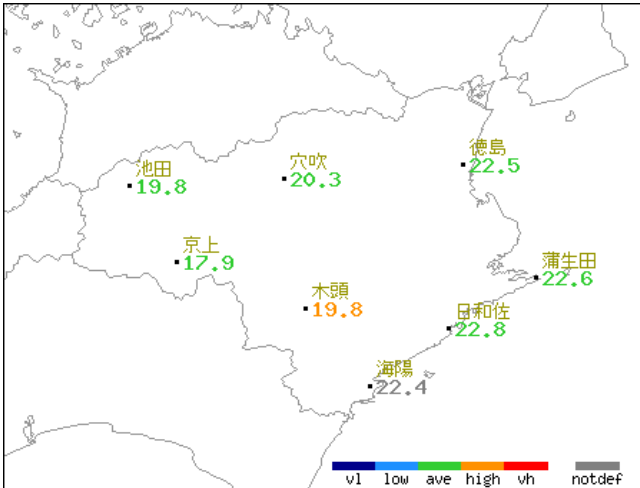 徳島
22.5
穴吹
20.3
池田
19.8
京上
17.9
蒲生田
22.6
木頭
19.8
日和佐
22.8
海陽
22.4
vl low ave high vh notdef